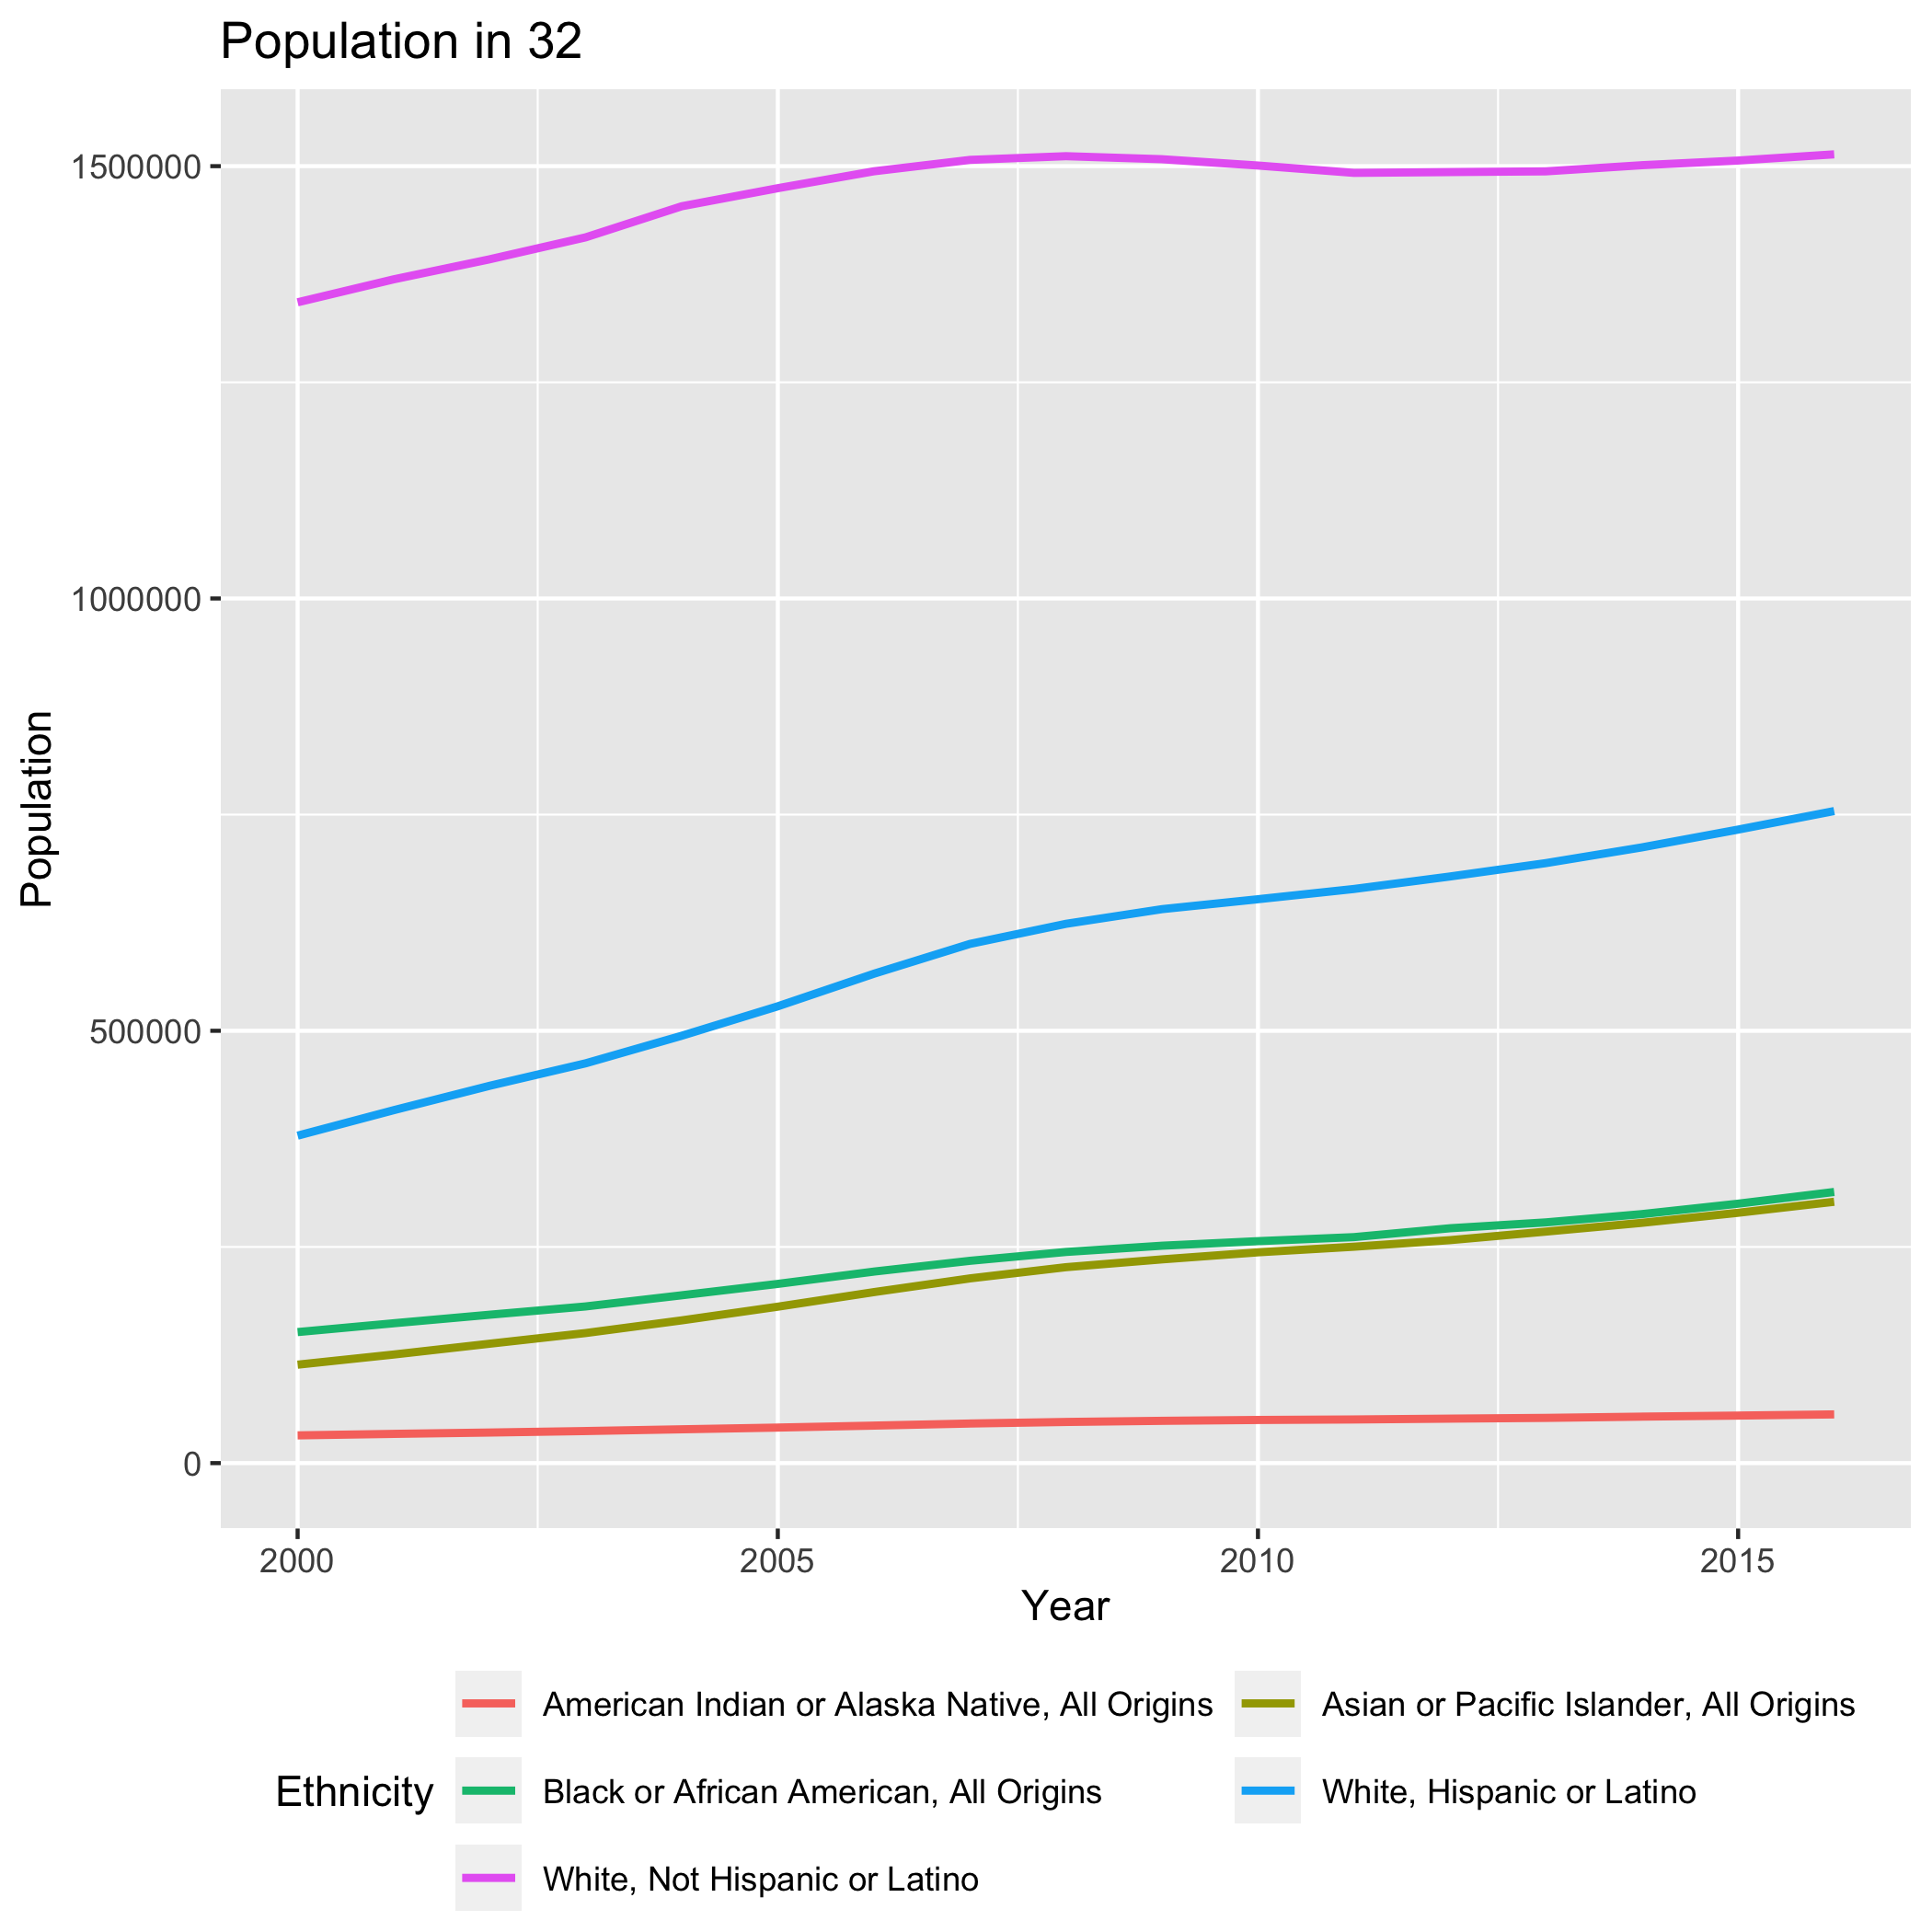 Population in 32
Population
1500000
1000000
500000
0
2000 2005 2010 2015
Year
Ethnicity
American Indian or Alaska Native, All Origins
Asian or Pacific Islander, All Origins
Black or African American, All Origins
White, Hispanic or Latino
White, Not Hispanic or Latino